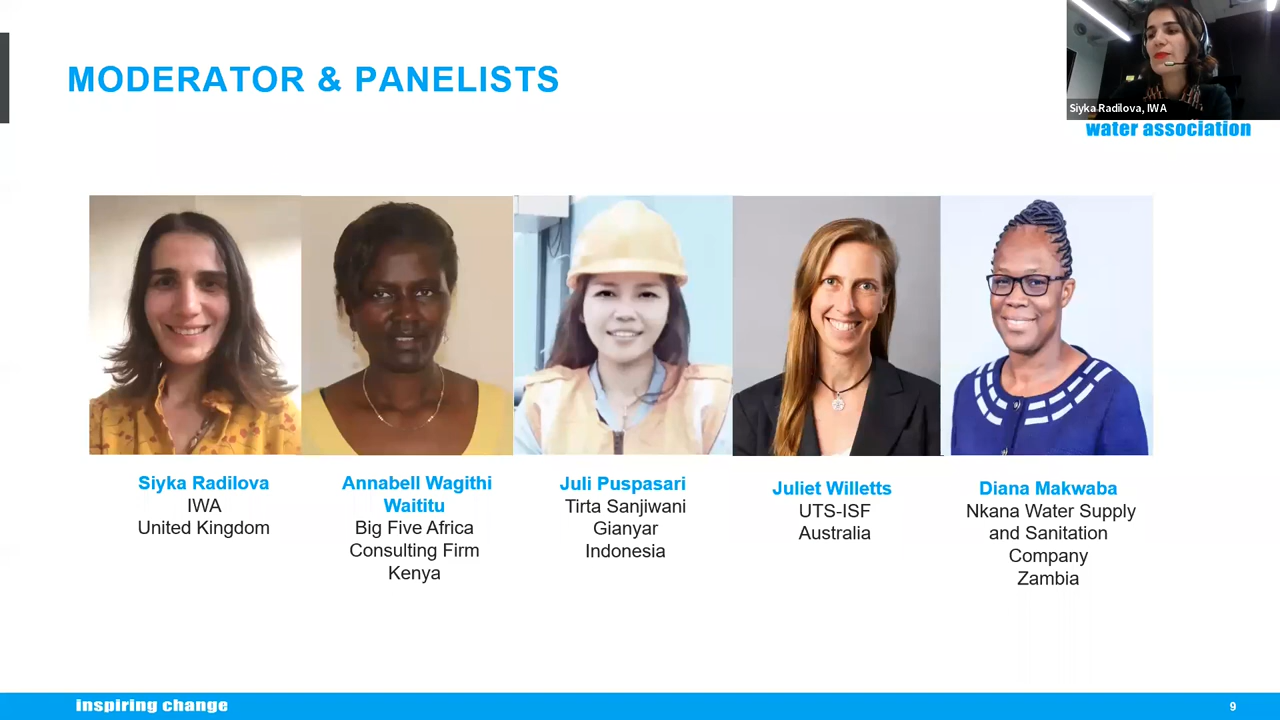 MODERATOR & PANELISTS
Siyka Radilova, IWA
water association
Siyka Radilova
IWA
United Kingdom
Annabell Wagithi
Waititu
Big Five Africa
Consulting Firm
Kenya
Juli Puspasari
Tirta Sanjiwani
Gianyar
Indonesia
Juliet Willetts
UTS-ISF
Australia
Diana Makwaba
Nkana Water Supply
and Sanitation
Company
Zambia
inspiring change
9